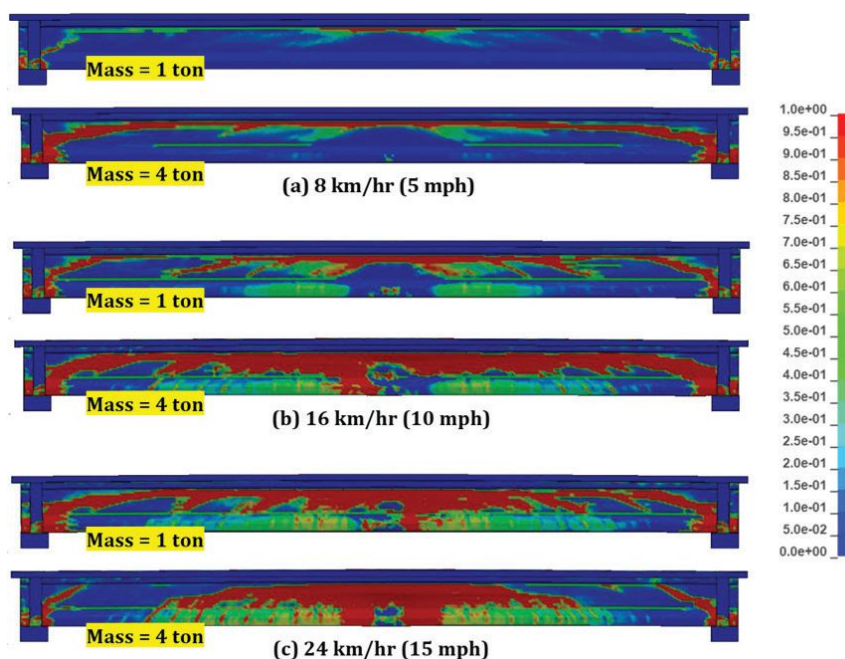 Mass = 1 ton
Mass = 4 ton
(a) 8 km/hr (5 mph)
Mass = 1 ton
Mass = 4 ton
(b) 16 km/hr (10 mph)
Mass = 1 ton
Mass = 4 ton
(c) 24 km/hr (15 mph)
1.0e+00
9.5e-01
9.0e-01
8.5e-01
8.0e-01
7.5e-01
7.0e-01
6.5e-01
6.0e-01
5.5e-01
5.0e-01
4.5e-01
4.0e-01
3.5e-01
3.0e-01
2.5e-01
2.0e-01
1.5e-01
1.0e-01
5.0e-02
0.0e+00